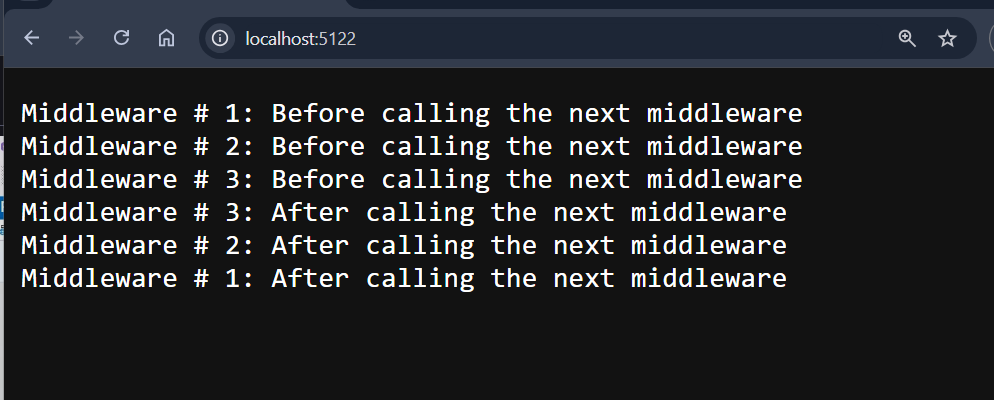 localhost:5122
Middleware # 1: Before calling the next middleware
Middleware # 2: Before calling the next middleware
Middleware # 3: Before calling the next middleware
Middleware # 3: After calling the next middleware
Middleware # 2: After calling the next middleware
Middleware # 1: After calling the next middleware